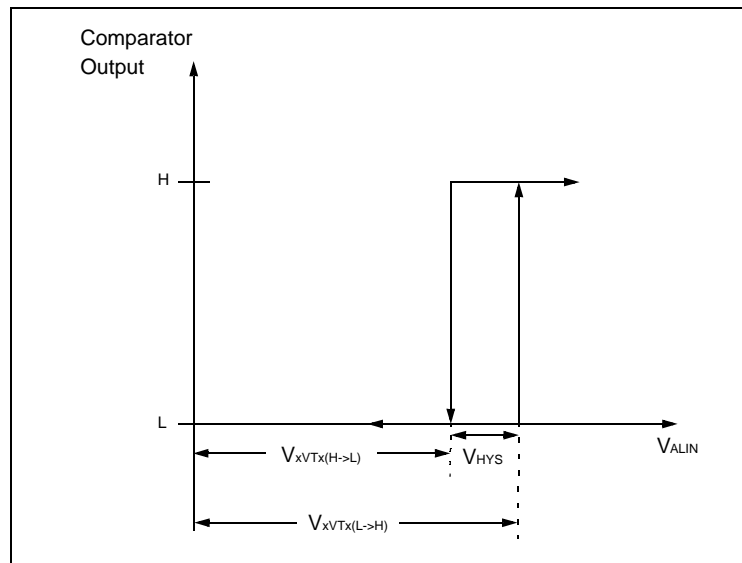 Comparator
Output
H
L
VxVTx(H->L)
VHYS
VALIN
VxVTx(L->H)